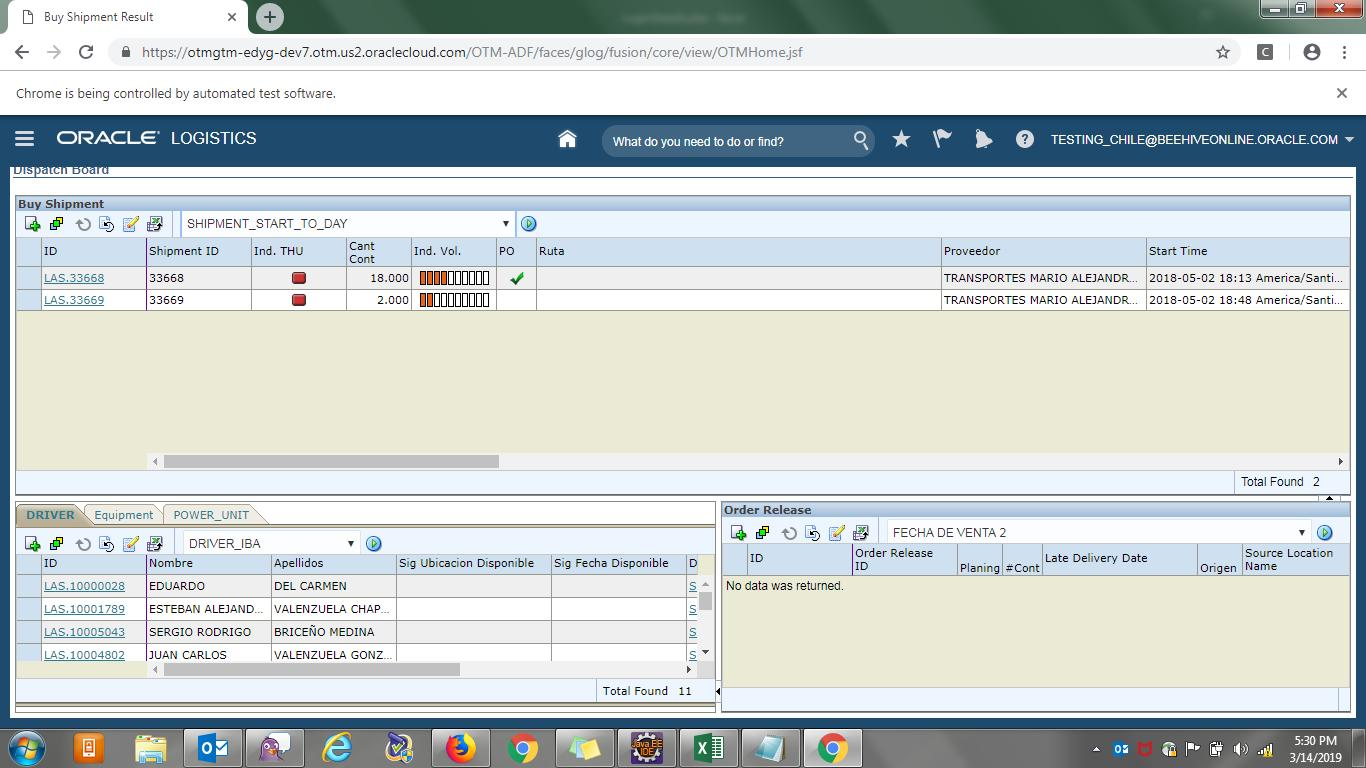 Buy Shipment Result
https://otmgtm-edyg-dev7.otm.us2.oraclecloud.com/OTM-ADF/faces/glog/fusion/core/view/OTMHome.jsf
C
Chrome is being controlled by automated test software.
ORACLE LOGISTICS
What do you need to do or find?
TESTING_CHILE@BEEHIVEONLINE.ORACLE.COM
Dispatch Board
Buy Shipment
SHIPMENT_START_TO_DAY
ID Shipment ID Ind. THU Cant Cont Ind. Vol. PO Ruta Proveedor Start Time
LAS.33668 33668 18.000 TRANSPORTES MARIO ALEJANDR... 2018-05-02 18:13 America/Santi...
LAS.33669 33669 2.000 TRANSPORTES MARIO ALEJANDR... 2018-05-02 18:48 America/Santi...
Total Found 2
DRIVER Equipment POWER_UNIT
DRIVER_IBA
ID Nombre Apellidos Sig Ubicacion Disponible Sig Fecha Disponible D
LAS.10000028 EDUARDO DEL CARMEN S
LAS.10001789 ESTEBAN ALEJAND... VALENZUELA CHAP... S
LAS.10005043 SERGIO RODRIGO BRICEÑO MEDINA S
LAS.10004802 JUAN CARLOS VALENZUELA GONZ... S
Total Found 11
Order Release
FECHA DE VENTA 2
ID Order Release ID Planing #Cont Late Delivery Date Origen Source Location Name
No data was returned.
Java EE IDE
5:30 PM
3/14/2019